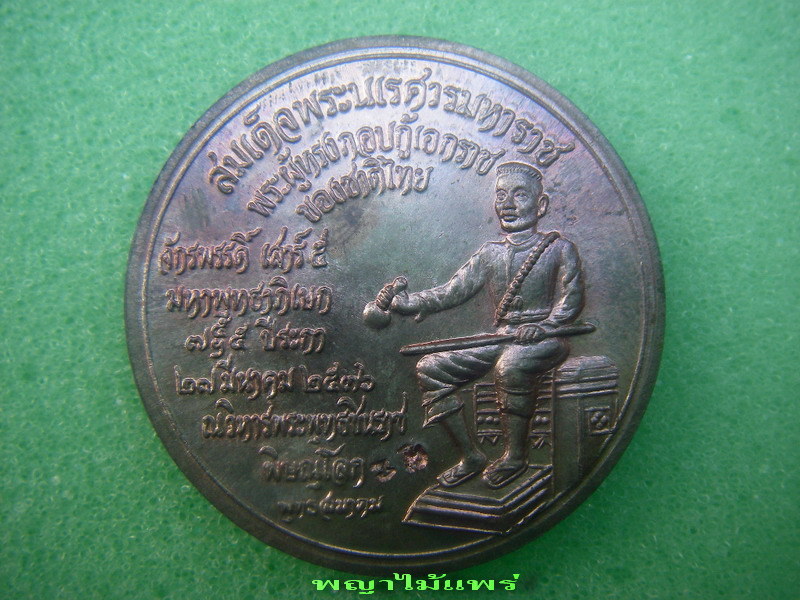 สมเด็จพระนเรศวรมหาราช
พระผู้ทรงกอบกู้เอกราช
ของชาติไทย
จักรพรรดิ์ เสาร์ ๕
มหาพุทธาภิเษก
ปีระกา
๒๗ มีนาคม ๒๕๓๖
ณ วิหารพระพุทธชินราช
พิษณุโลก
พญาไม้แพร่